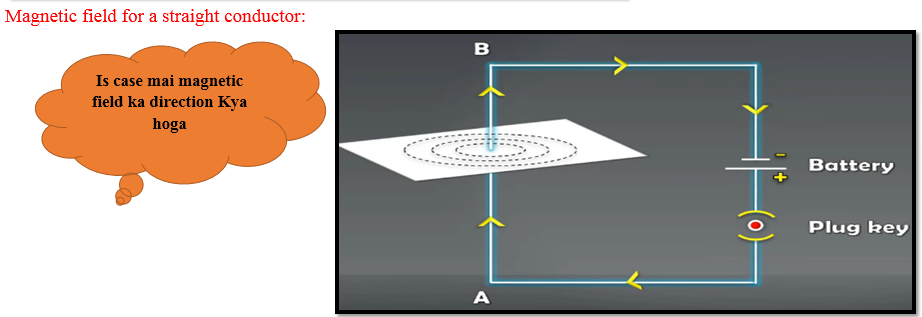 Magnetic field for a straight conductor:
Is case mai magnetic
field ka direction Kya
hoga
B
-
Battery
+
Plug key
A